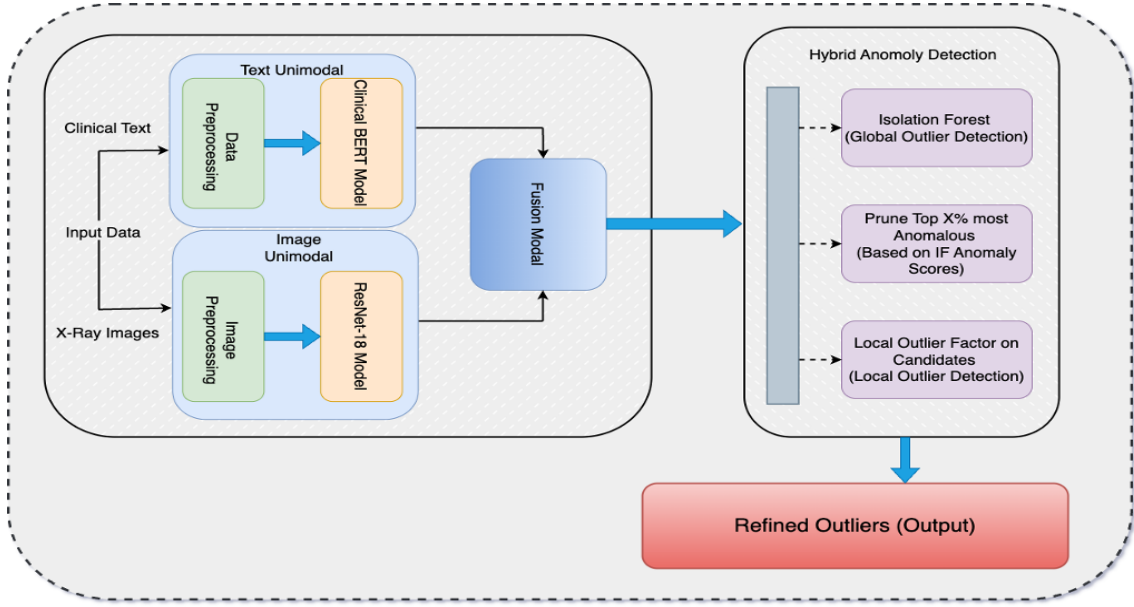 Text Unimodal
Data
Preprocessing
Clinical BERT Model
Clinical Text
Input Data
X-Ray Images
Image
Unimodal
Image
Preprocessing
ResNet-18 Model
Fusion Modal
Hybrid Anomoly Detection
Isolation Forest
(Global Outlier Detection)
Prune Top X% most
Anomalous
(Based on IF Anomaly
Scores)
Local Outlier Factor on
Candidates
(Local Outlier Detection)
Refined Outliers (Output)